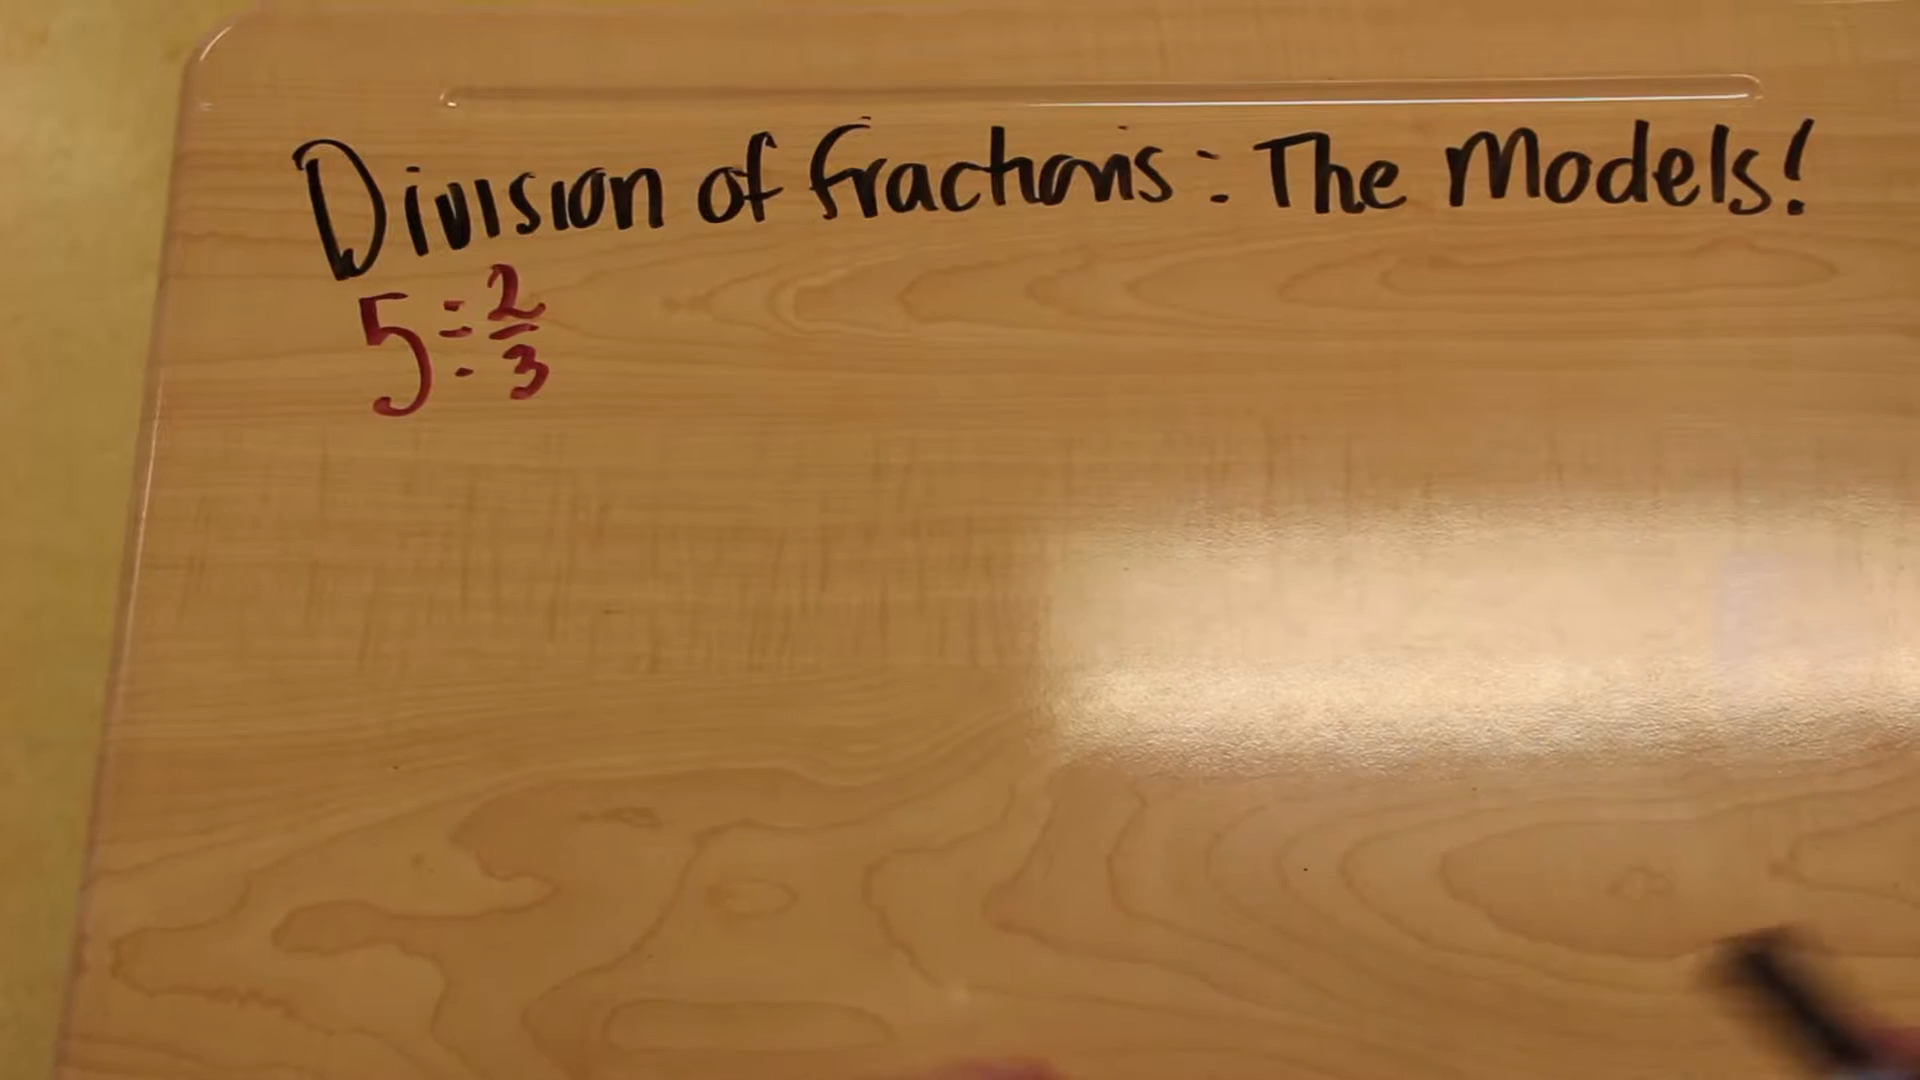 Division of fractions: The Models!
5 ÷ 2/3